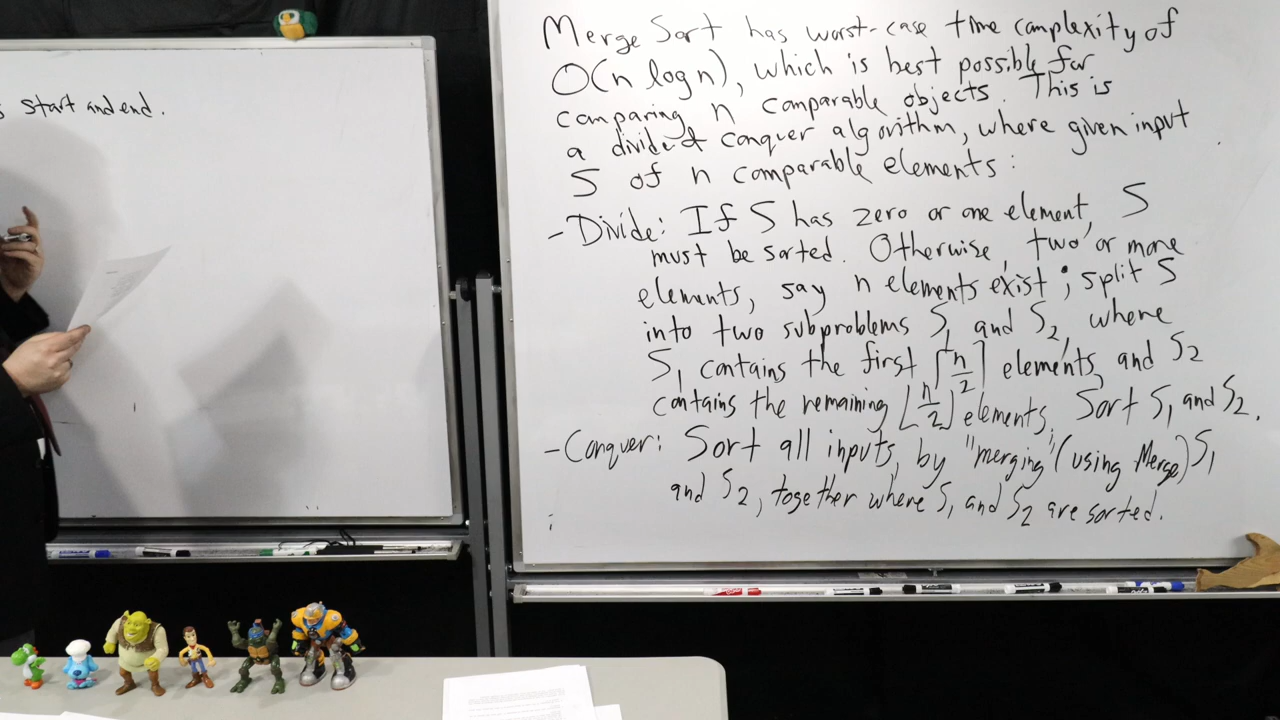 start and end.
Merge Sort has worst-case time complexity of
O(n log n), which is best possible for
comparing n comparable objects. This is
a divide & conquer algorithm, where given input
S of n comparable elements:
- Divide: If S has zero or one element, S
must be sorted. Otherwise, two or more
elements, say n elements exist; split S
into two subproblems S₁ and S₂, where
S₁ contains the first ⌈n/2⌉ elements, and S₂
contains the remaining ⌊n/2⌋ elements. Sort S₁ and S₂.
- Conquer: Sort all inputs, by "merging" (using Merge) S₁
and S₂, together where S₁ and S₂ are sorted.